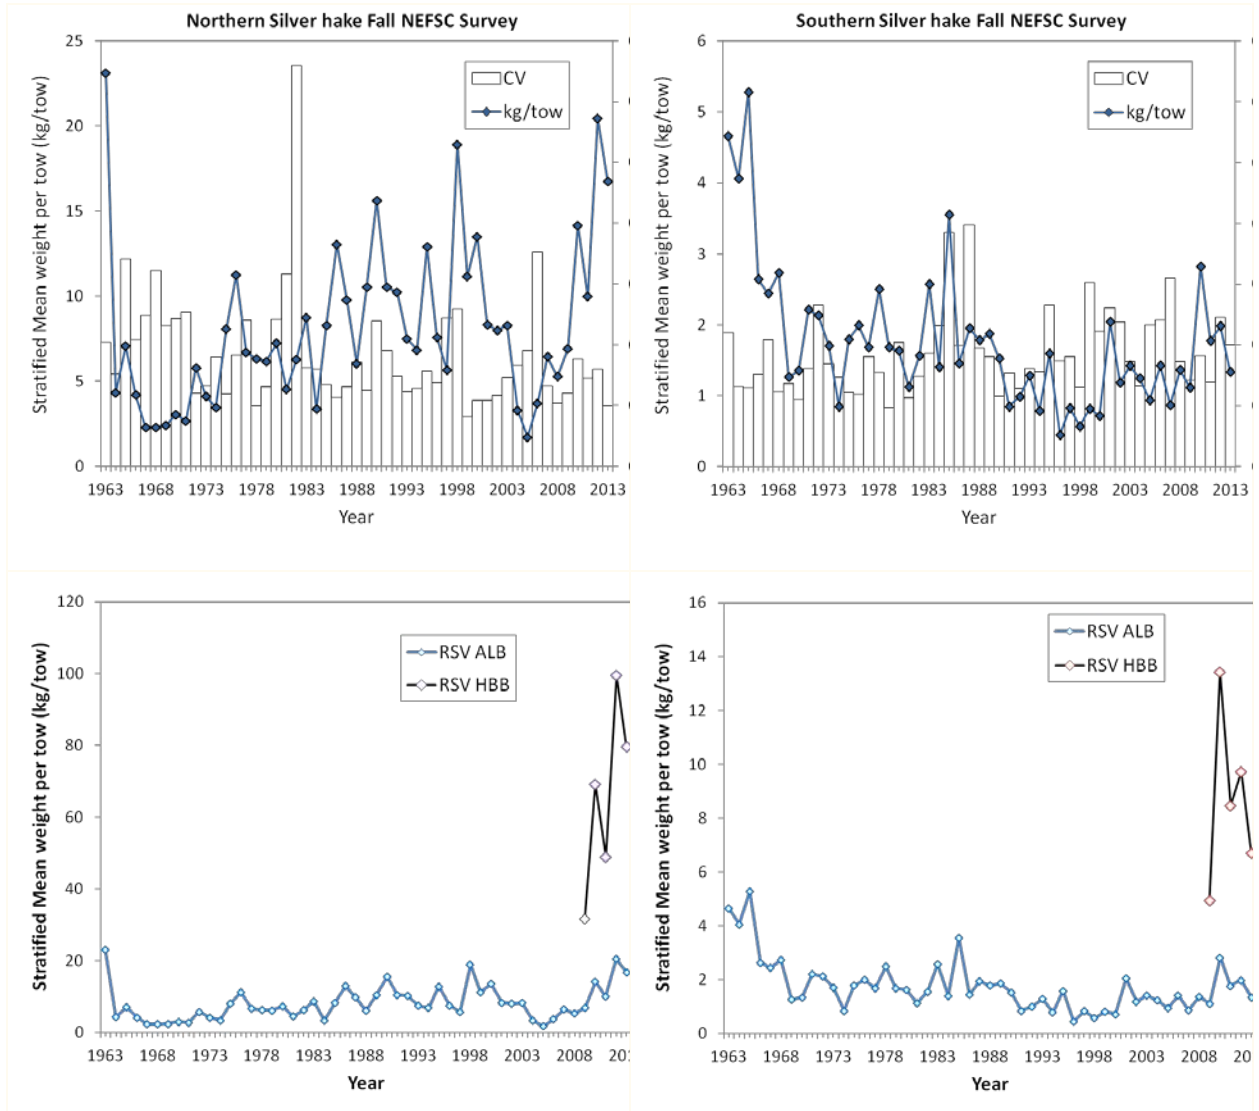 Northern Silver hake Fall NEFSC Survey
Stratified Mean weight per tow (kg/tow)
25
20
15
10
5
0
CV
kg/tow
1963 1968 1973 1978 1983 1988 1993 1998 2003 2008 2013
Year
Southern Silver hake Fall NEFSC Survey
Stratified Mean weight per tow (kg/tow)
6
5
4
3
2
1
0
CV
kg/tow
1963 1968 1973 1978 1983 1988 1993 1998 2003 2008 2013
Year
Stratified Mean weight per tow (kg/tow)
120
100
80
60
40
20
0
RSV ALB
RSV HBB
1963 1968 1973 1978 1983 1988 1993 1998 2003 2008
Year
Stratified Mean weight per tow (kg/tow)
16
14
12
10
8
6
4
2
0
RSV ALB
RSV HBB
1963 1968 1973 1978 1983 1988 1993 1998 2003 2008
Year